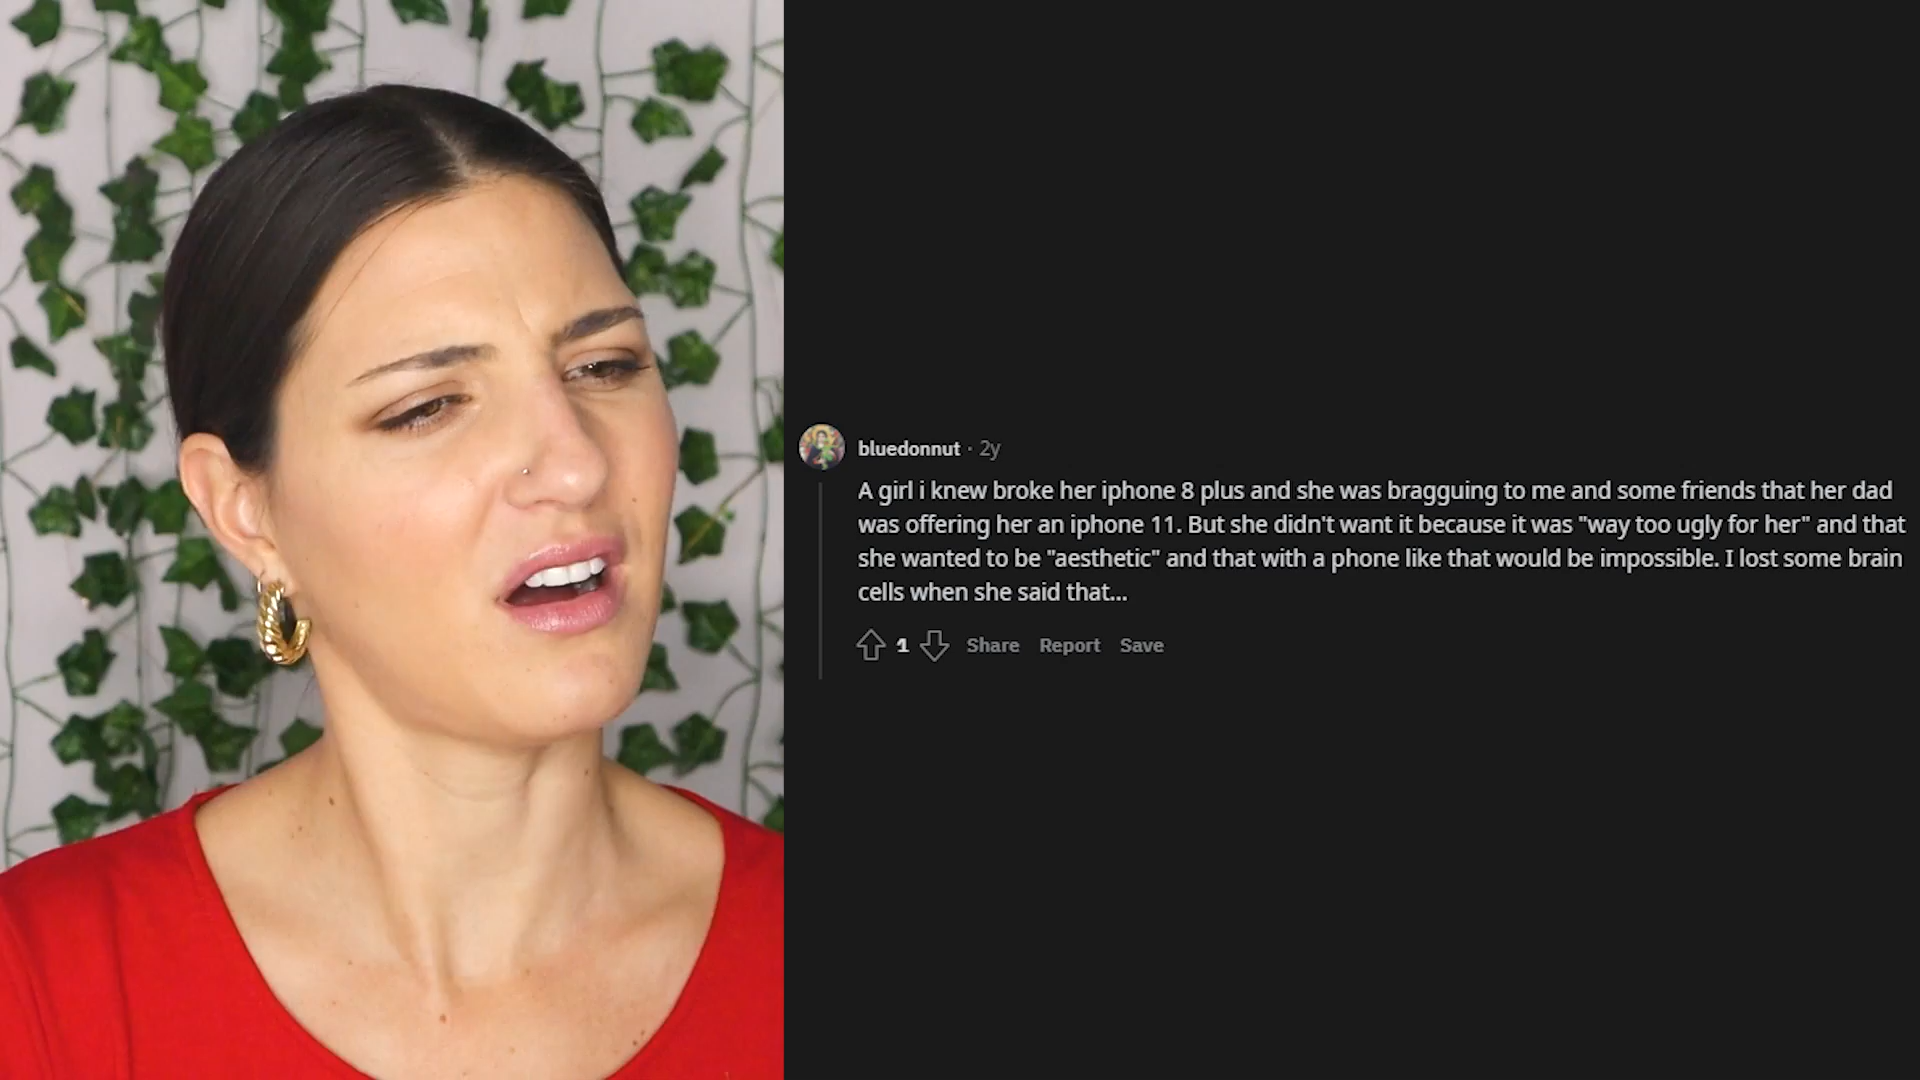 bluedonnut · 2y
A girl i knew broke her iphone 8 plus and she was bragguing to me and some friends that her dad
was offering her an iphone 11. But she didn't want it because it was "way too ugly for her" and that
she wanted to be "aesthetic" and that with a phone like that would be impossible. I lost some brain
cells when she said that...
1 Share Report Save